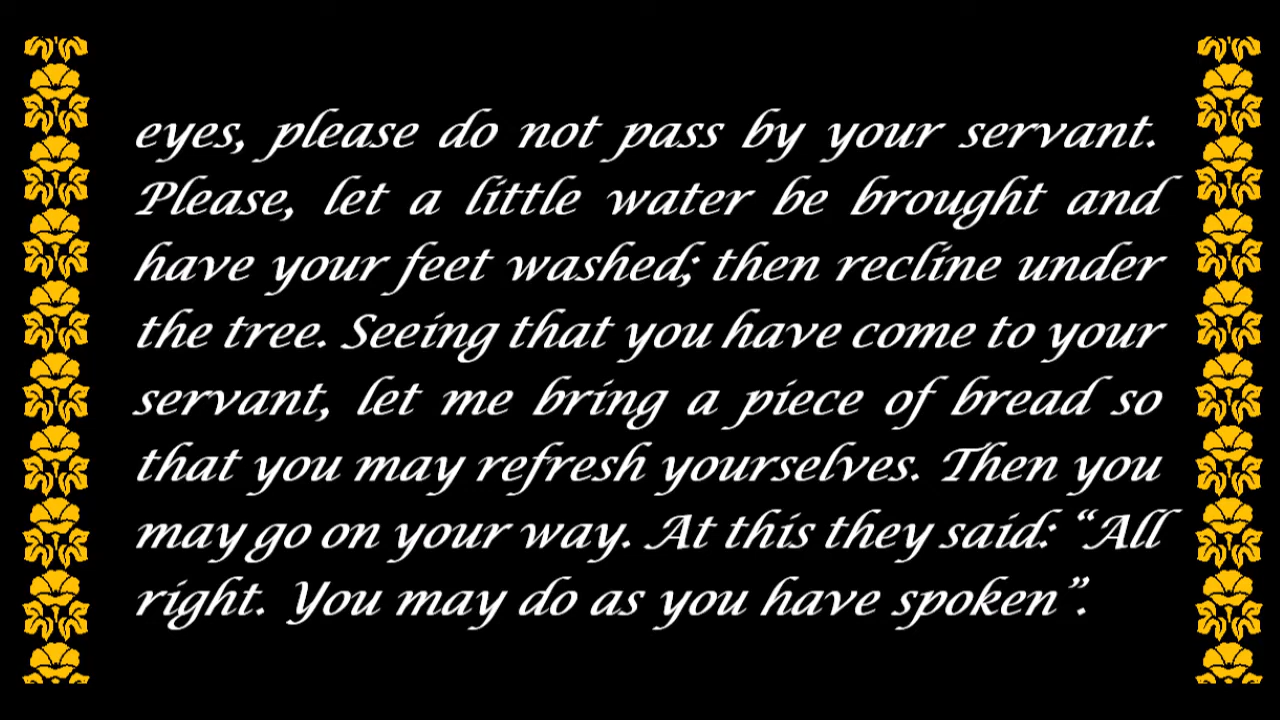 eyes, please do not pass by your servant.
Please, let a little water be brought and
have your feet washed; then recline under
the tree. Seeing that you have come to your
servant, let me bring a piece of bread so
that you may refresh yourselves. Then you
may go on your way. At this they said: “All
right. You may do as you have spoken”.